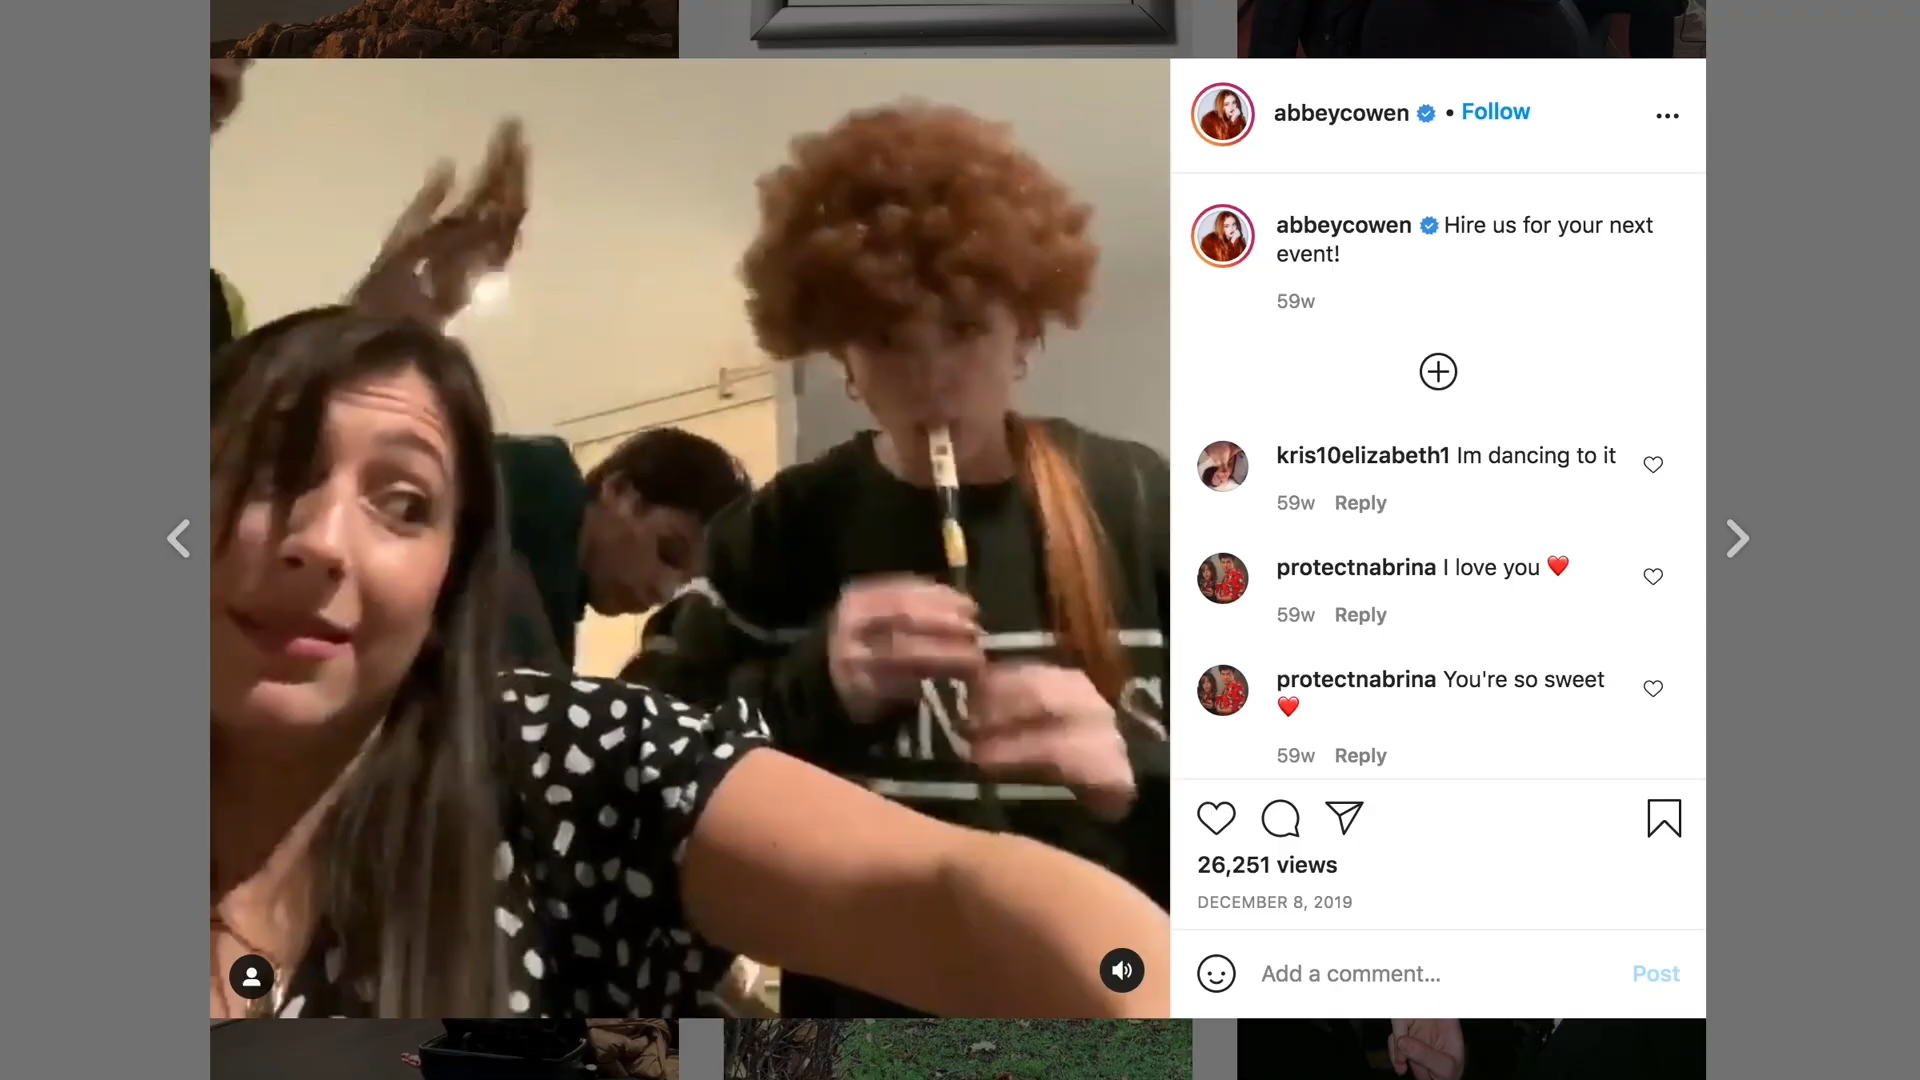 abbeycowen • Follow
abbeycowen Hire us for your next
event!
59w
kris10elizabeth1 Im dancing to it
59w Reply
protectnabrina I love you ❤️
59w Reply
protectnabrina You're so sweet
❤️
59w Reply
26,251 views
DECEMBER 8, 2019
Add a comment... Post